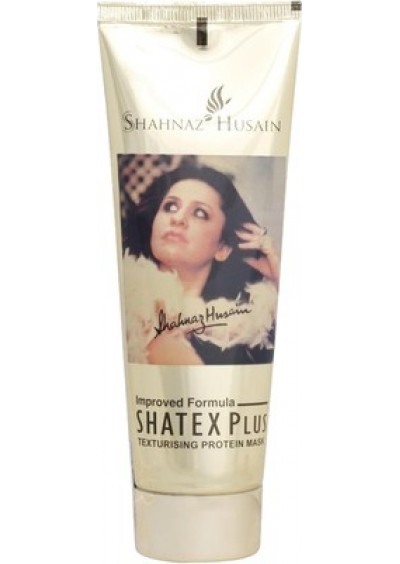 SHAHNAZ HUSAIN
Shahnaz Husain
Improved Formula
SHATEX PLUS
TEXTURISING PROTEIN MASK